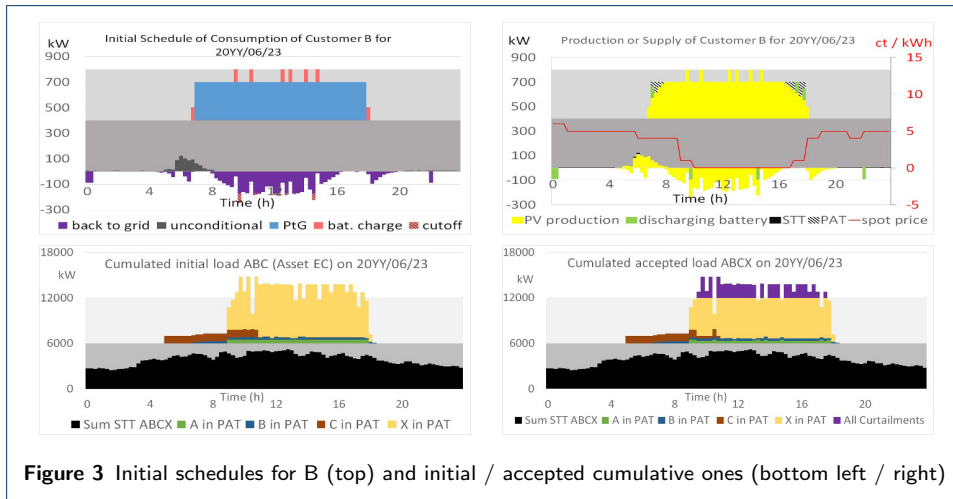 kW
Initial Schedule of Consumption of Customer B for
20YY/06/23
900
700
500
300
100
-100
-300
0 4 8 12 16 20
Time (h)
back to grid unconditional PtG bat. charge cutoff
kW
Production or Supply of Customer B for 20YY/06/23
ct / kWh
900
700
500
300
100
-100
-300
15
10
5
0
-5
0 4 8 12 16 20
Time (h)
PV production discharging battery STT PAT spot price
18000
kW
12000
6000
0
Cumulated initial load ABC (Asset EC) on 20YY/06/23
0 4 8 12 16 20
Time (h)
Sum STT ABCX A in PAT B in PAT C in PAT X in PAT
18000
kW
12000
6000
0
Cumulated accepted load ABCX on 20YY/06/23
0 4 8 12 16 20
Time (h)
Sum STT ABCX A in PAT B in PAT C in PAT X in PAT All Curtailments
Figure 3 Initial schedules for B (top) and initial / accepted cumulative ones (bottom left / right)